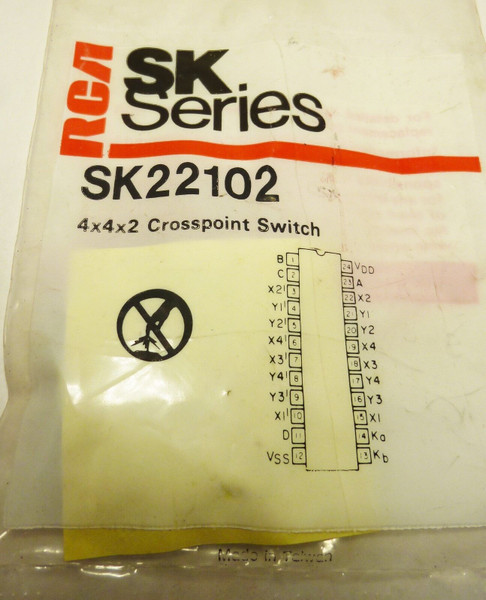 RCA
SK
Series
SK22102
4x4x2 Crosspoint Switch
B 1 24 VDD
C 2 23 A
X2' 3 22 X2
Y1' 4 21 Y1
Y2' 5 20 Y2
X4' 6 19 X4
X3' 7 18 X3
Y4' 8 17 Y4
Y3' 9 16 Y3
X1' 10 15 X1
D 11 14 Ka
VSS 12 13 Kb
Made in Taiwan